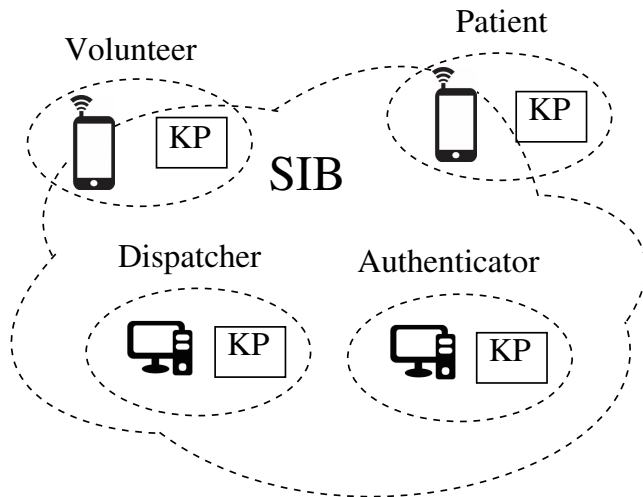 Patient
Volunteer
KP
KP
SIB
Dispatcher
Authenticator
KP
KP